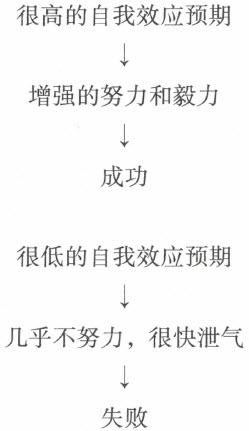 很高的自我效应预期
↓
增强的努力和毅力
↓
成功
很低的自我效应预期
↓
几乎不努力，很快泄气
↓
失败